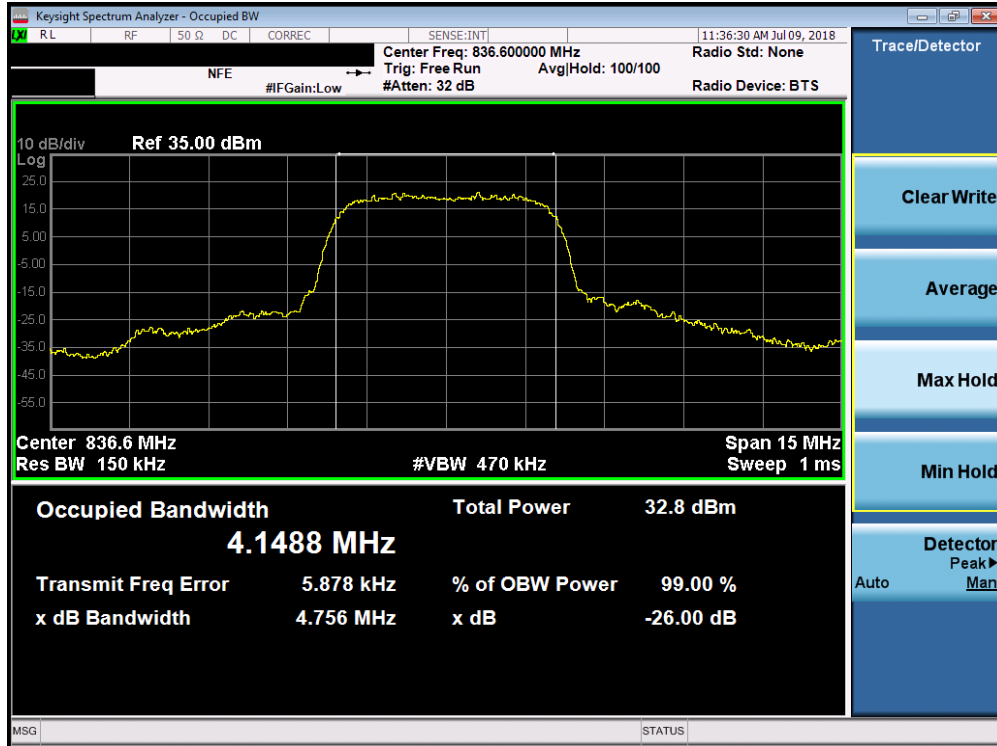 Keysight Spectrum Analyzer - Occupied BW
LXI RL RF 50 Ω DC CORREC SENSE:INT 11:36:30 AM Jul 09, 2018
Center Freq: 836.600000 MHz Radio Std: None
NFE Trig: Free Run Avg|Hold: 100/100
#IFGain:Low #Atten: 32 dB Radio Device: BTS
10 dB/div Ref 35.00 dBm
Log
25.0
15.0
5.00
-5.00
-15.0
-25.0
-35.0
-45.0
-55.0
Center 836.6 MHz Span 15 MHz
Res BW 150 kHz #VBW 470 kHz Sweep 1 ms
Occupied Bandwidth Total Power 32.8 dBm
4.1488 MHz
Transmit Freq Error 5.878 kHz % of OBW Power 99.00 %
x dB Bandwidth 4.756 MHz x dB -26.00 dB
MSG STATUS
Trace/Detector
Clear Write
Average
Max Hold
Min Hold
Detector
Peak▶
Auto Man